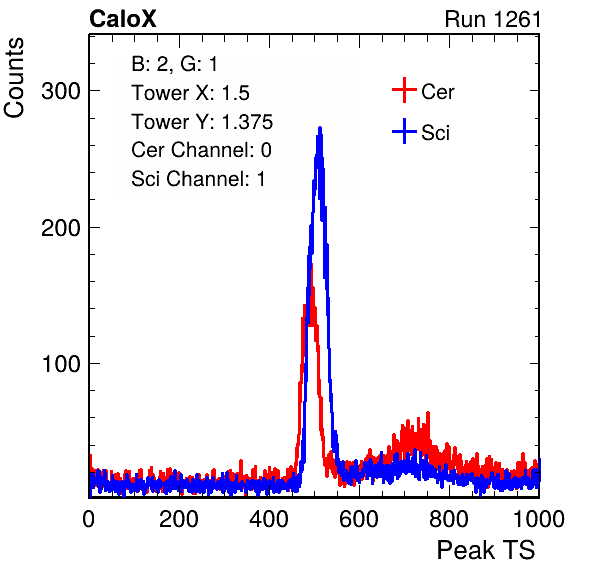 CaloX Run 1261
Counts
B: 2, G: 1
Tower X: 1.5
Tower Y: 1.375
Cer Channel: 0
Sci Channel: 1
Cer
Sci
300
200
100
0 200 400 600 800 1000
Peak TS